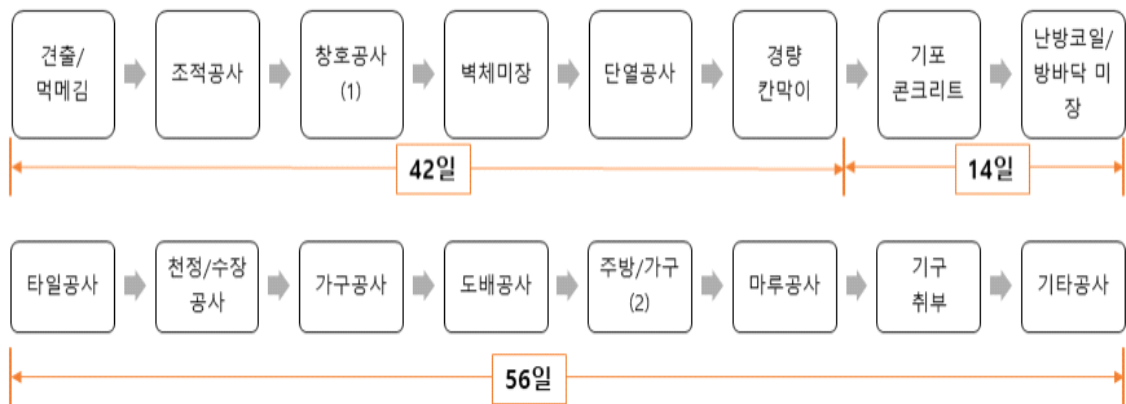 견출/
먹메김
조적공사
창호공사
(1)
벽체미장
단열공사
경량
칸막이
기포
콘크리트
난방코일/
방바닥 미
장
42일
14일
타일공사
천정/수장
공사
가구공사
도배공사
주방/가구
(2)
마루공사
기구
취부
기타공사
56일